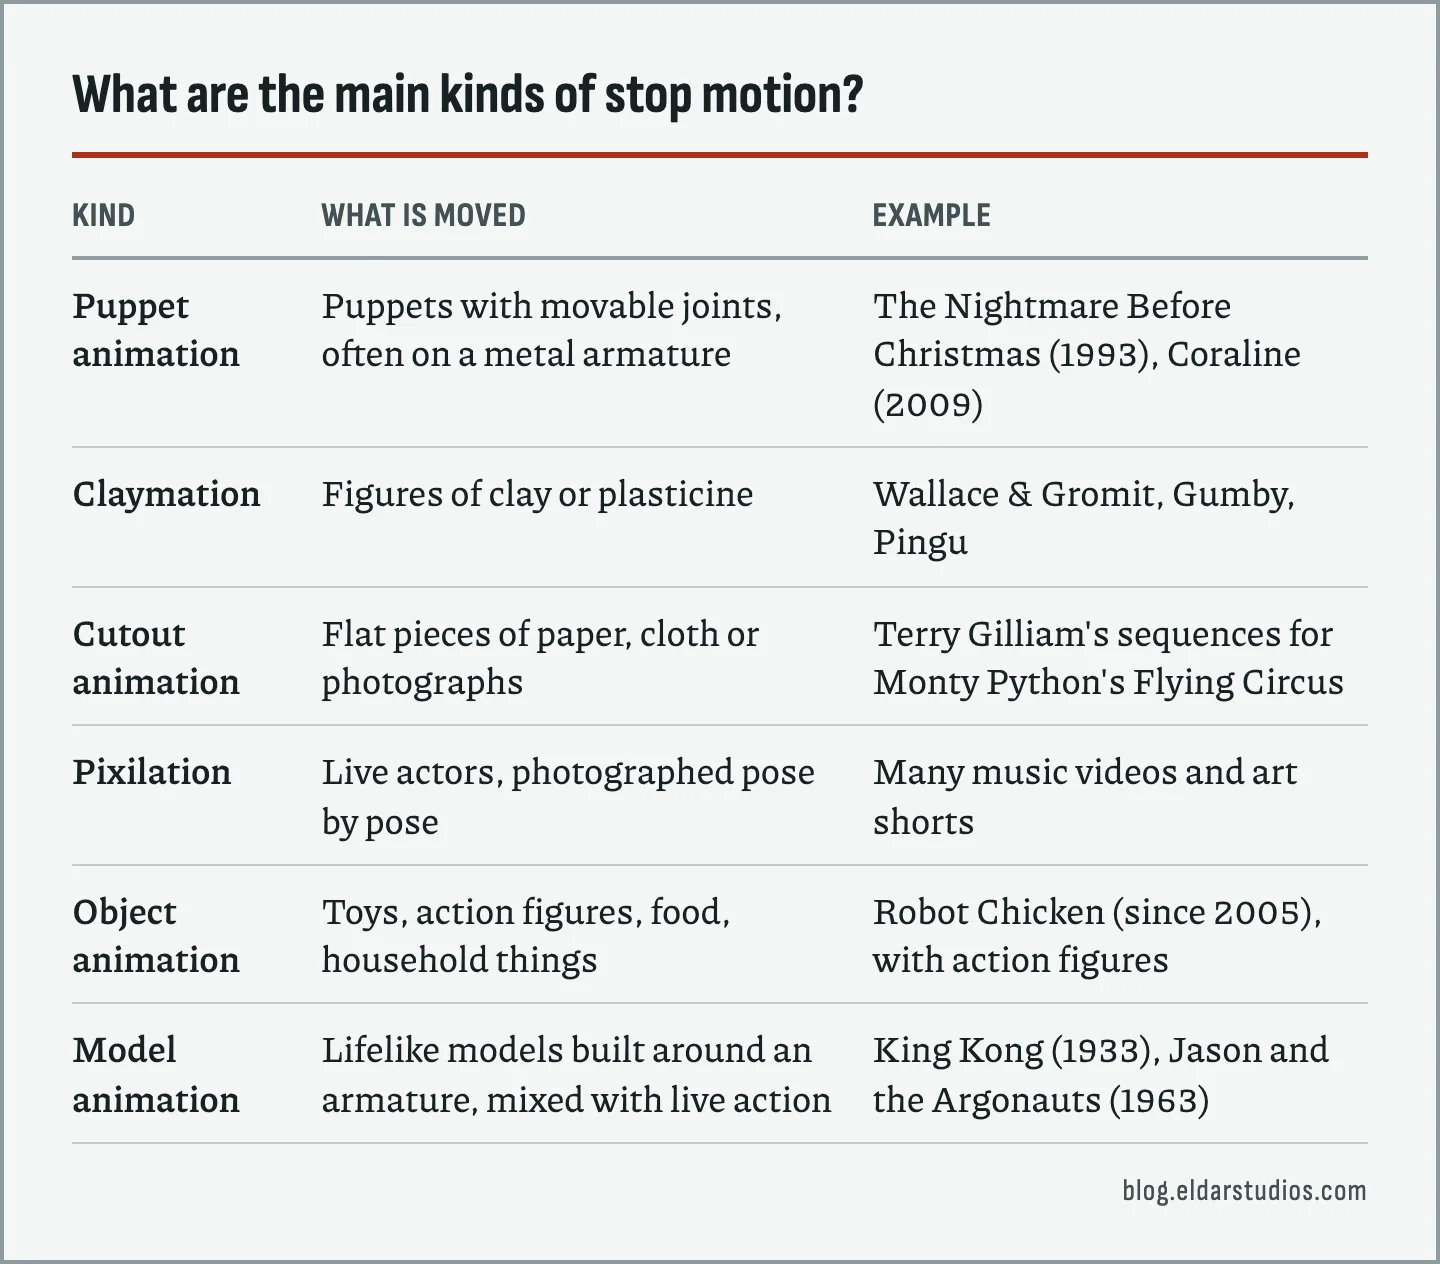 What are the main kinds of stop motion?
KIND WHAT IS MOVED EXAMPLE
Puppet animation
Puppets with movable joints,
often on a metal armature
The Nightmare Before
Christmas (1993), Coraline
(2009)
Claymation
Figures of clay or plasticine
Wallace & Gromit, Gumby,
Pingu
Cutout
animation
Flat pieces of paper, cloth or
photographs
Terry Gilliam's sequences for
Monty Python's Flying Circus
Pixilation
Live actors, photographed pose
by pose
Many music videos and art
shorts
Object
animation
Toys, action figures, food,
household things
Robot Chicken (since 2005),
with action figures
Model
animation
Lifelike models built around an
armature, mixed with live action
King Kong (1933), Jason and
the Argonauts (1963)
blog.eldarstudios.com